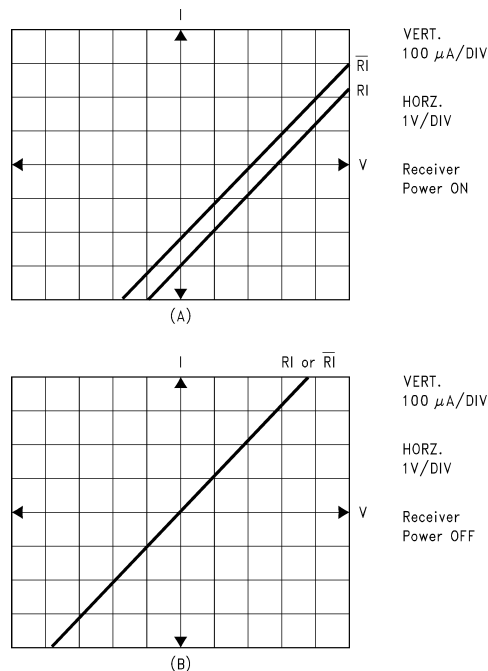 I
VERT.
100 μA/DIV
R̅I̅
RI
HORZ.
1V/DIV
V
Receiver
Power ON
(A)
I
RI or R̅I̅
VERT.
100 μA/DIV
HORZ.
1V/DIV
V
Receiver
Power OFF
(B)